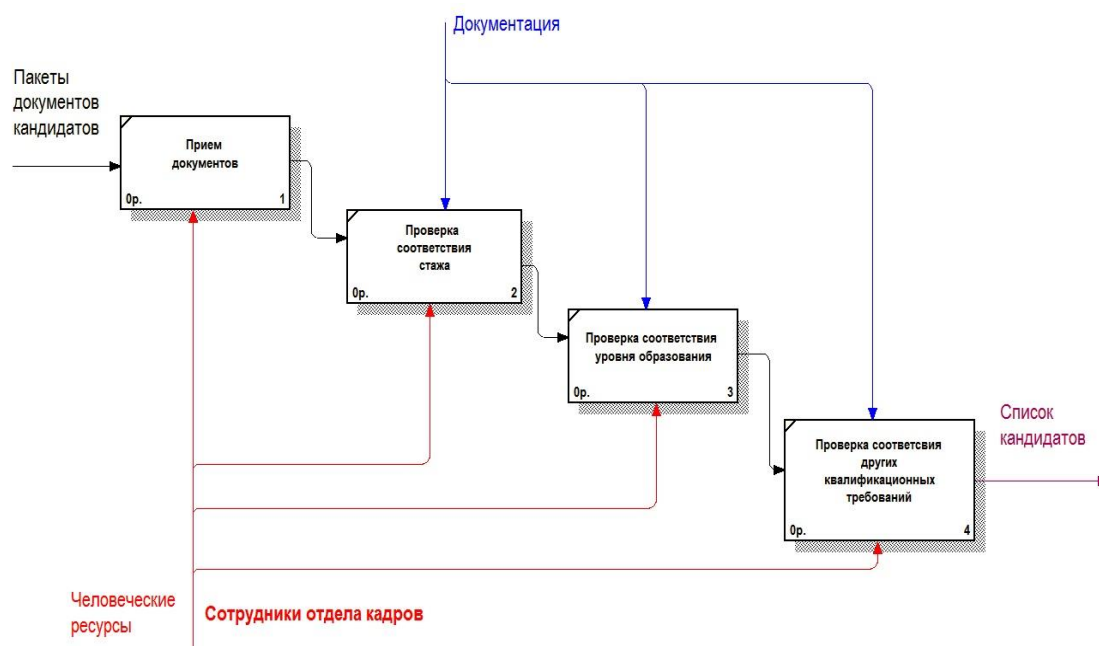 Документация
Пакеты
документов
кандидатов
Прием
документов
0р.
1
Проверка
соответствия
стажа
0р.
2
Проверка соответствия
уровня образования
0р.
3
Проверка соответсвия
других
квалификационных
требований
0р.
4
Список
кандидатов
Человеческие
ресурсы
Сотрудники отдела кадров